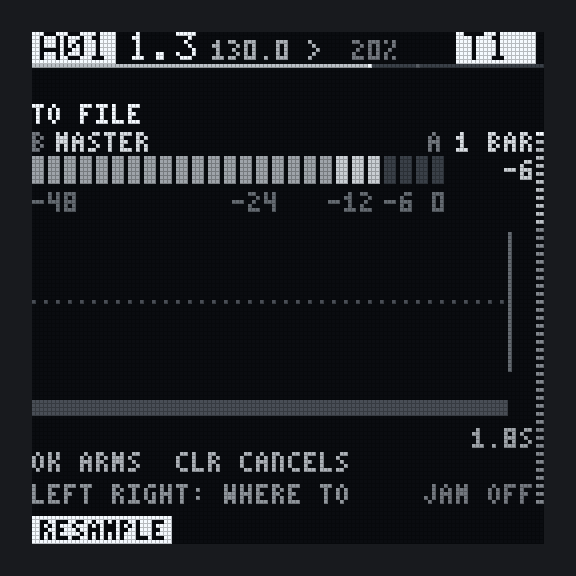 A01 1.3 130.0 > 20% T1
TO FILE
B MASTER A 1 BAR
-6
-48 -24 -12 -6 0
1.8S
OK ARMS CLR CANCELS
LEFT RIGHT: WHERE TO JAM OFF
RESAMPLE